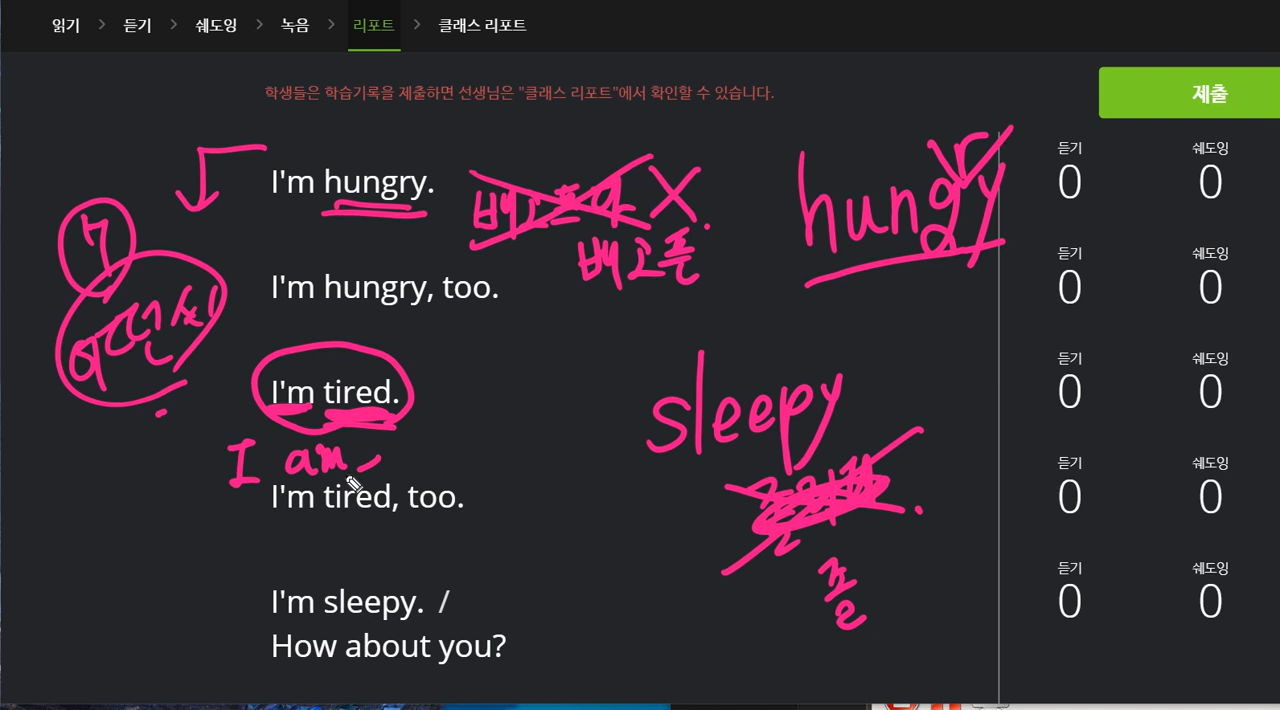 읽기 > 듣기 > 쉐도잉 > 녹음 > 리포트 > 클래스 리포트
학생들은 학습기록을 제출하면 선생님은 "클래스 리포트"에서 확인할 수 있습니다.
제출
I'm hungry.
배고프다 X
배고픈
hungry
듣기 쉐도잉
0 0
I'm hungry, too.
듣기 쉐도잉
0 0
I'm tired.
I am
sleepy
듣기 쉐도잉
0 0
I'm tired, too.
졸
듣기 쉐도잉
0 0
I'm sleepy. /
How about you?
듣기 쉐도잉
0 0